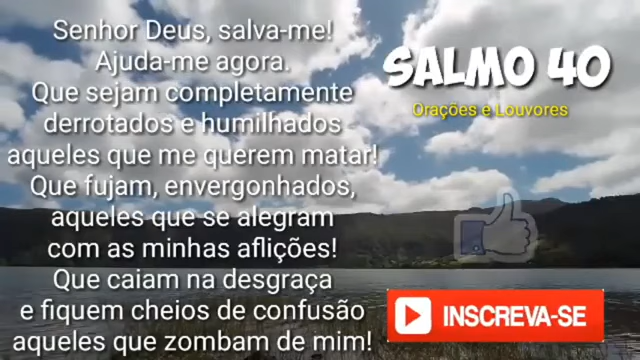 Senhor Deus, salva-me!
Ajuda-me agora.
Que sejam completamente
derrotados e humilhados
aqueles que me querem matar!
Que fujam, envergonhados,
aqueles que se alegram
com as minhas aflições!
Que caiam na desgraça
e fiquem cheios de confusão
aqueles que zombam de mim!
SALMO 40
Orações e Louvores
INSCREVA-SE